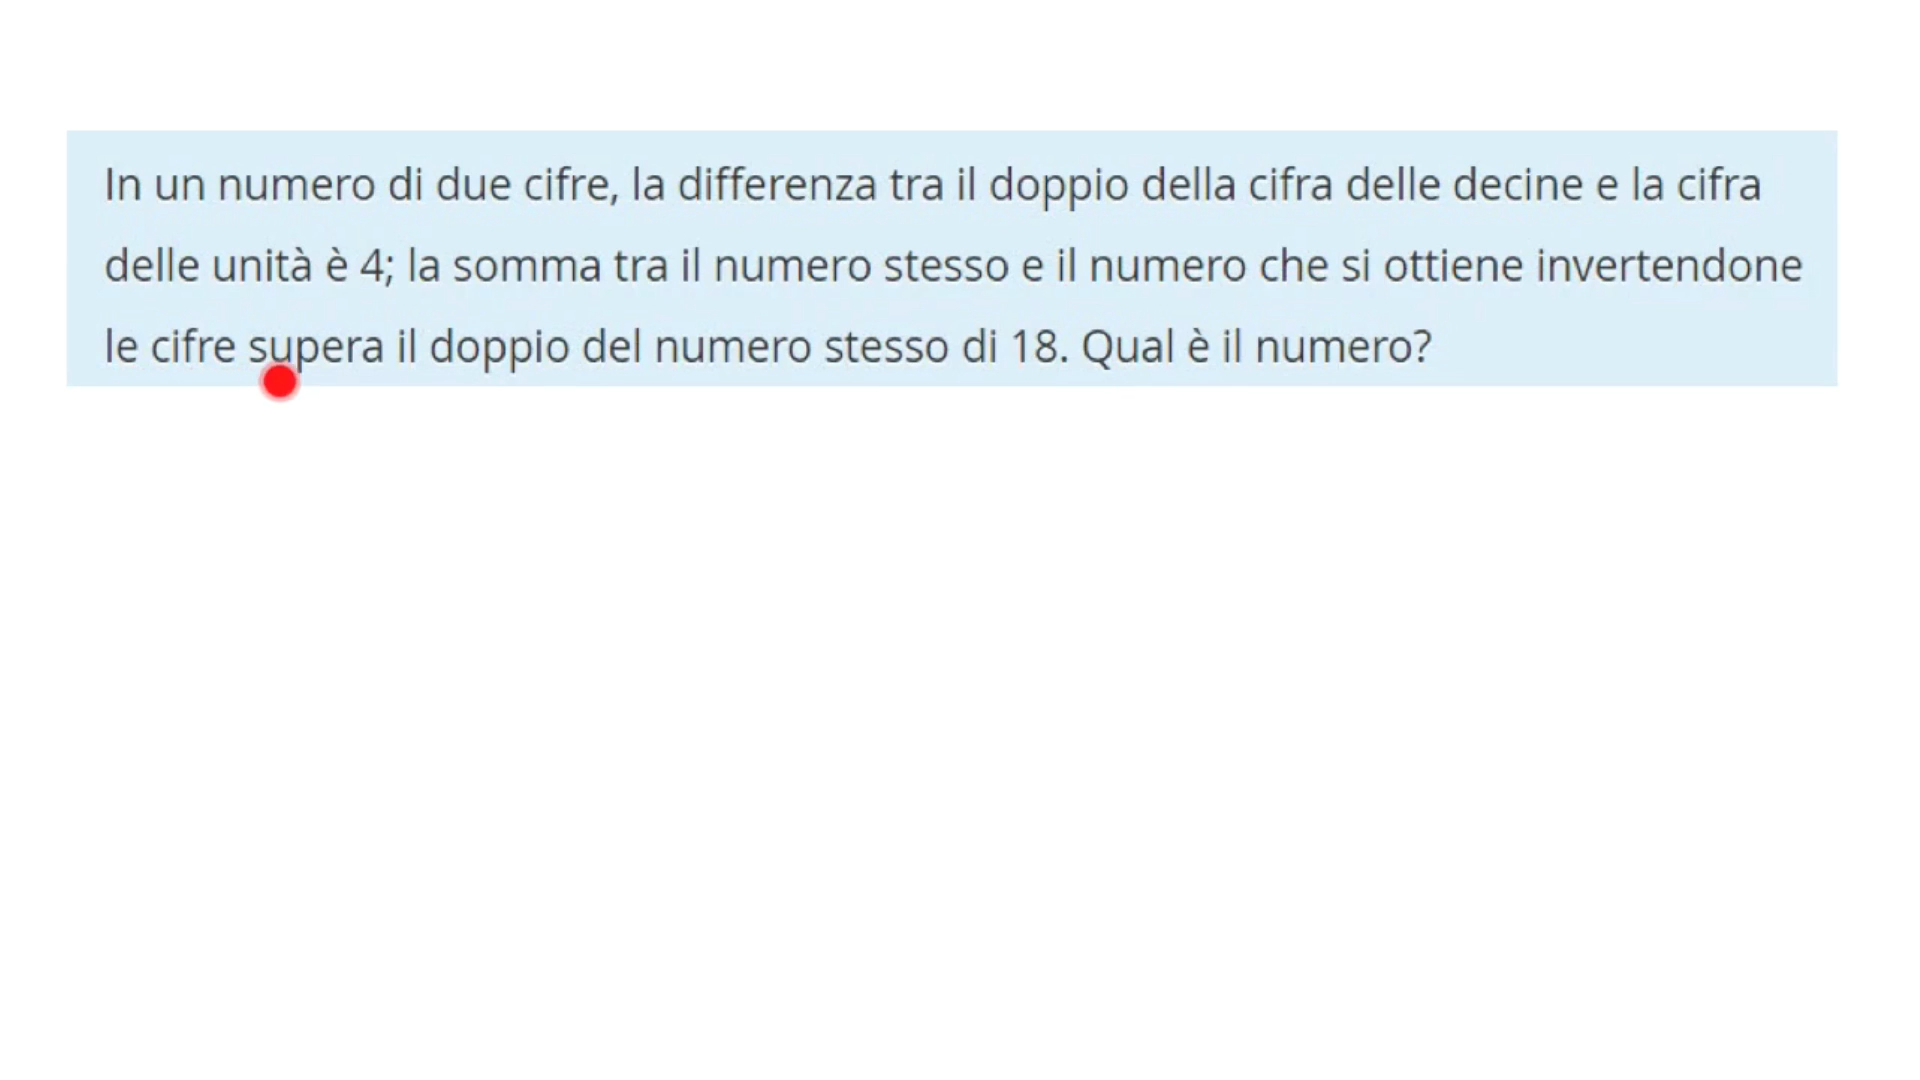 In un numero di due cifre, la differenza tra il doppio della cifra delle decine e la cifra
delle unità è 4; la somma tra il numero stesso e il numero che si ottiene invertendone
le cifre supera il doppio del numero stesso di 18. Qual è il numero?